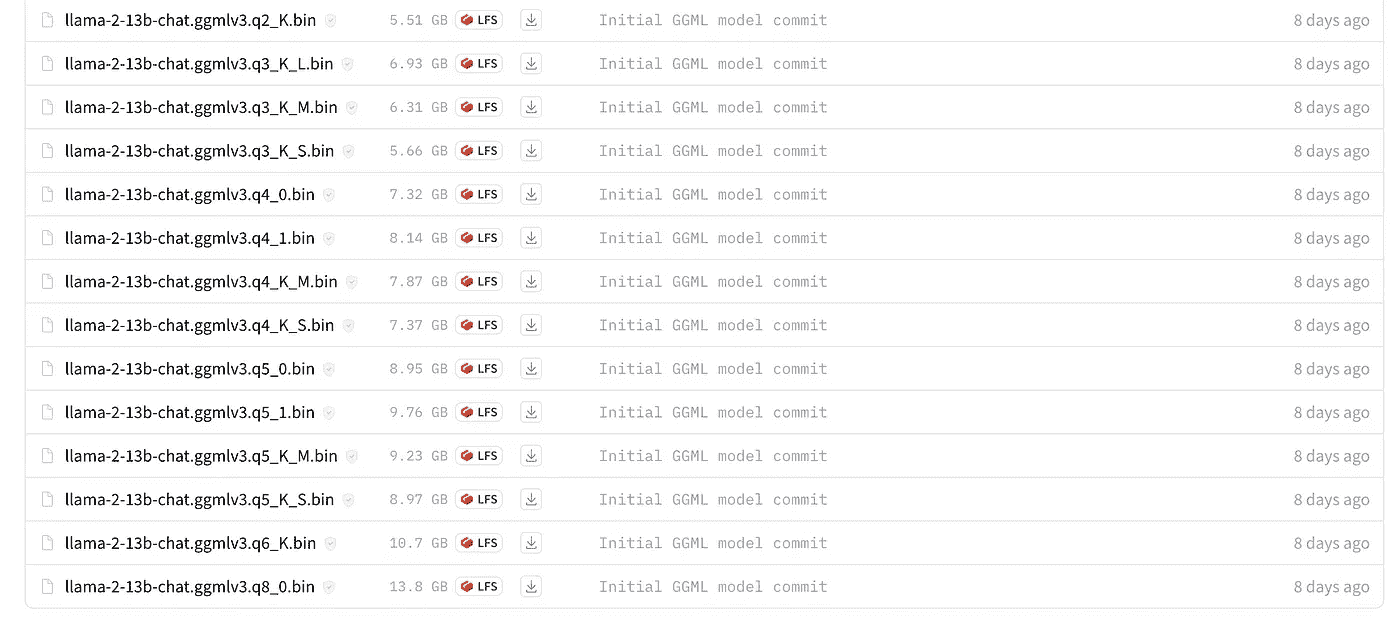 llama-2-13b-chat.ggmlv3.q2_K.bin 5.51 GB LFS Initial GGML model commit 8 days ago
llama-2-13b-chat.ggmlv3.q3_K_L.bin 6.93 GB LFS Initial GGML model commit 8 days ago
llama-2-13b-chat.ggmlv3.q3_K_M.bin 6.31 GB LFS Initial GGML model commit 8 days ago
llama-2-13b-chat.ggmlv3.q3_K_S.bin 5.66 GB LFS Initial GGML model commit 8 days ago
llama-2-13b-chat.ggmlv3.q4_0.bin 7.32 GB LFS Initial GGML model commit 8 days ago
llama-2-13b-chat.ggmlv3.q4_1.bin 8.14 GB LFS Initial GGML model commit 8 days ago
llama-2-13b-chat.ggmlv3.q4_K_M.bin 7.87 GB LFS Initial GGML model commit 8 days ago
llama-2-13b-chat.ggmlv3.q4_K_S.bin 7.37 GB LFS Initial GGML model commit 8 days ago
llama-2-13b-chat.ggmlv3.q5_0.bin 8.95 GB LFS Initial GGML model commit 8 days ago
llama-2-13b-chat.ggmlv3.q5_1.bin 9.76 GB LFS Initial GGML model commit 8 days ago
llama-2-13b-chat.ggmlv3.q5_K_M.bin 9.23 GB LFS Initial GGML model commit 8 days ago
llama-2-13b-chat.ggmlv3.q5_K_S.bin 8.97 GB LFS Initial GGML model commit 8 days ago
llama-2-13b-chat.ggmlv3.q6_K.bin 10.7 GB LFS Initial GGML model commit 8 days ago
llama-2-13b-chat.ggmlv3.q8_0.bin 13.8 GB LFS Initial GGML model commit 8 days ago